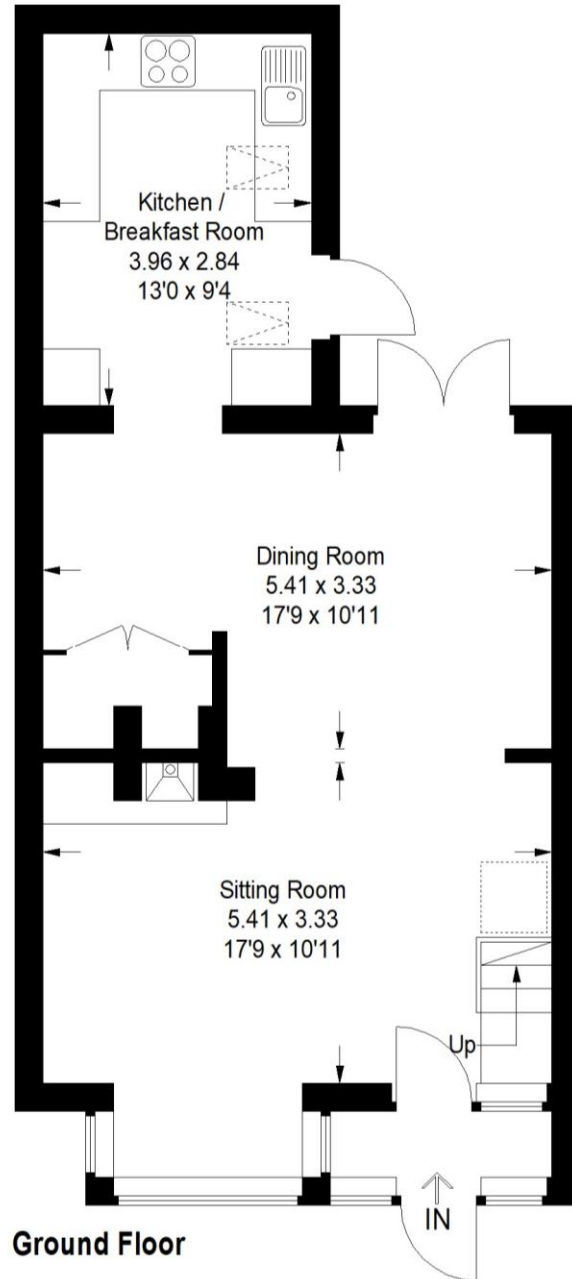 Kitchen /
Breakfast Room
3.96 x 2.84
13'0 x 9'4
Dining Room
5.41 x 3.33
17'9 x 10'11
Sitting Room
5.41 x 3.33
17'9 x 10'11
Up
IN
Ground Floor